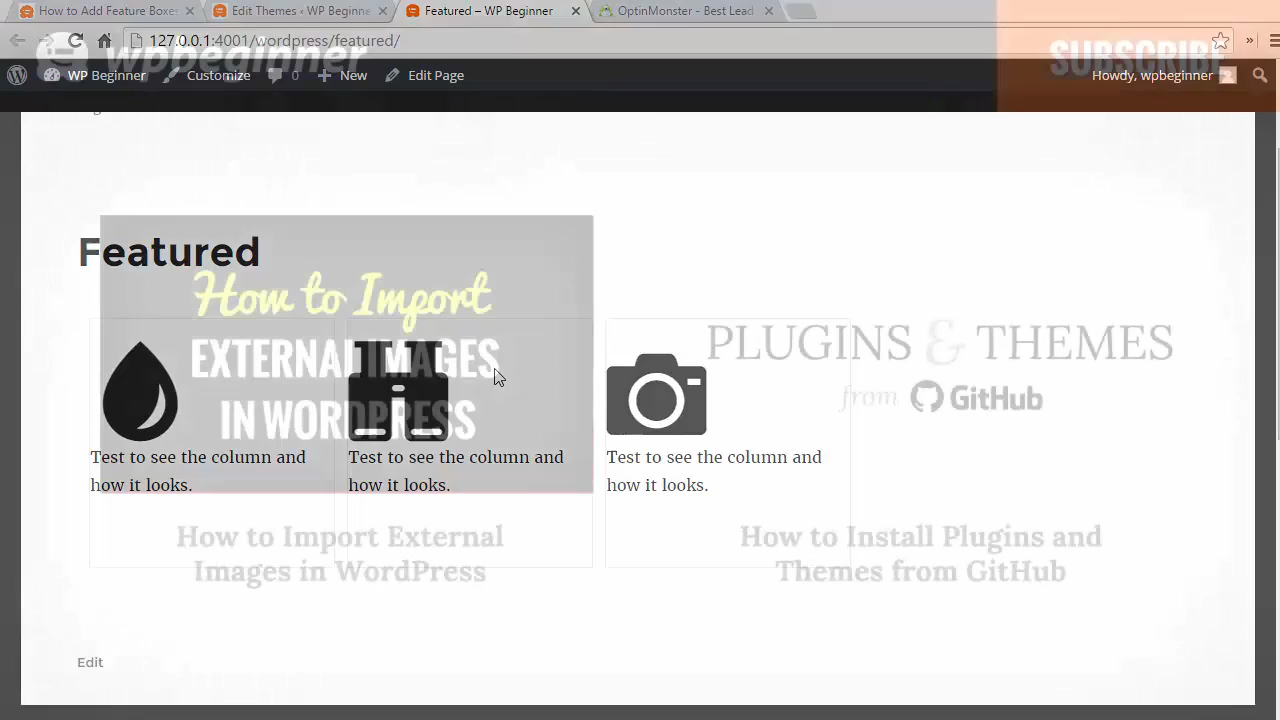 How to Add Feature Boxes
Edit Themes ‹ WP Beginne
Featured – WP Beginner
OptinMonster - Best Lead
127.0.0.1:4001/wordpress/featured/
wpbeginner
SUBSCRIBE
WP Beginner
Customize
0
New
Edit Page
Howdy, wpbeginner
Featured
How to Import
EXTERNAL IMAGES
IN WORDPRESS
PLUGINS & THEMES
from GitHub
Test to see the column and
how it looks.
Test to see the column and
how it looks.
Test to see the column and
how it looks.
How to Import External
Images in WordPress
How to Install Plugins and
Themes from GitHub
Edit